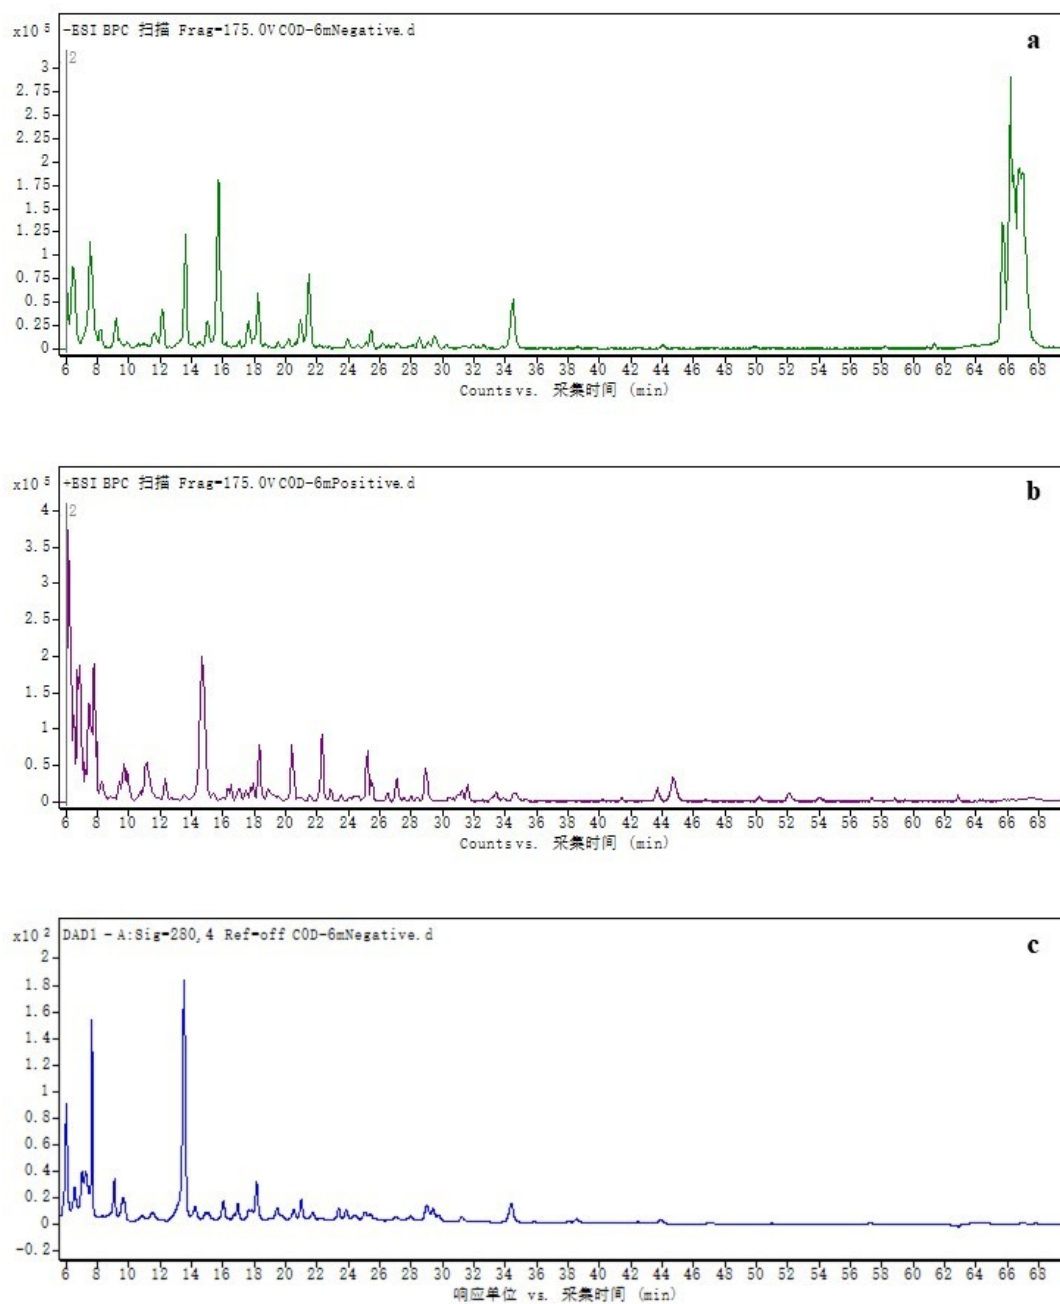 x10 5
-ESI BPC 扫描 Frag=175.0V COD-6mNegative.d
a
2
3
2.75
2.5
2.25
2
1.75
1.5
1.25
1
0.75
0.5
0.25
0
6 8 10 12 14 16 18 20 22 24 26 28 30 32 34 36 38 40 42 44 46 48 50 52 54 56 58 60 62 64 66 68
Counts vs. 采集时间 (min)
x10 5
+ESI BPC 扫描 Frag=175.0V COD-6mPositive.d
b
2
4
3.5
3
2.5
2
1.5
1
0.5
0
6 8 10 12 14 16 18 20 22 24 26 28 30 32 34 36 38 40 42 44 46 48 50 52 54 56 58 60 62 64 66 68
Counts vs. 采集时间 (min)
x10 2
DAD1 - A:Sig=280,4 Ref=off COD-6mNegative.d
c
2
1.8
1.6
1.4
1.2
1
0.8
0.6
0.4
0.2
0
-0.2
6 8 10 12 14 16 18 20 22 24 26 28 30 32 34 36 38 40 42 44 46 48 50 52 54 56 58 60 62 64 66 68
响应单位 vs. 采集时间 (min)